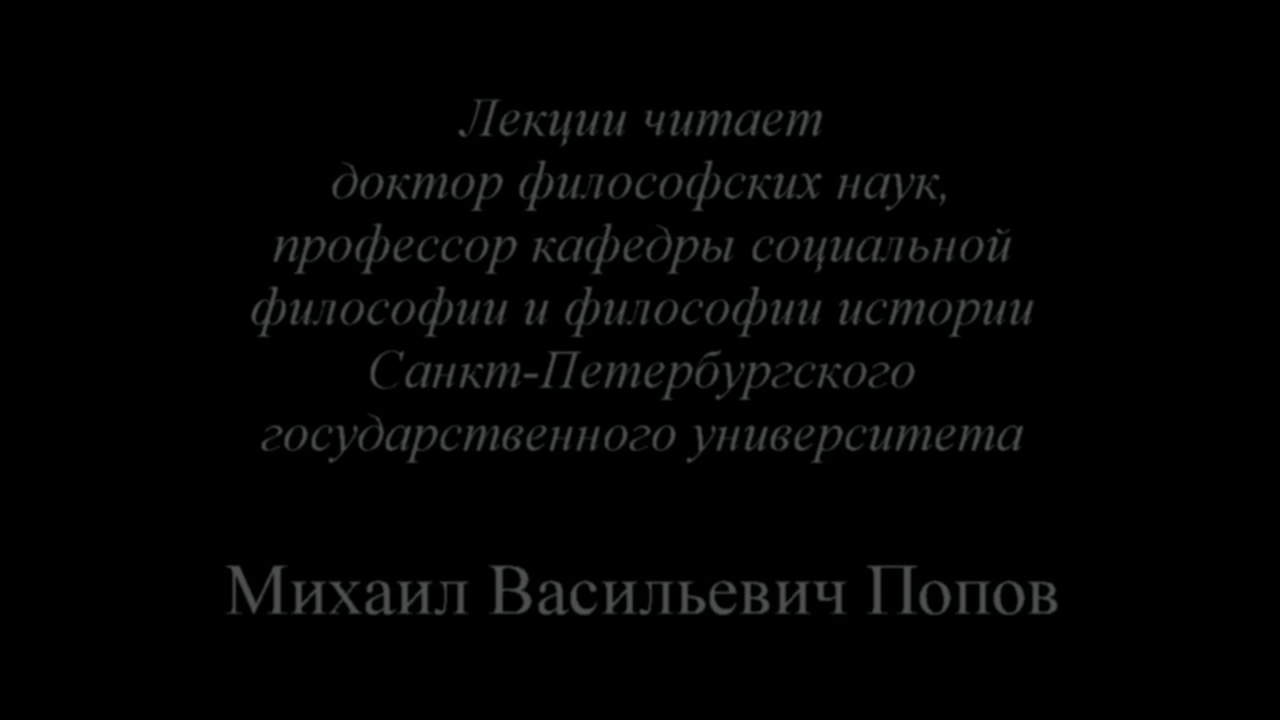 Лекции читает
доктор философских наук,
профессор кафедры социальной
философии и философии истории
Санкт-Петербургского
государственного университета
Михаил Васильевич Попов